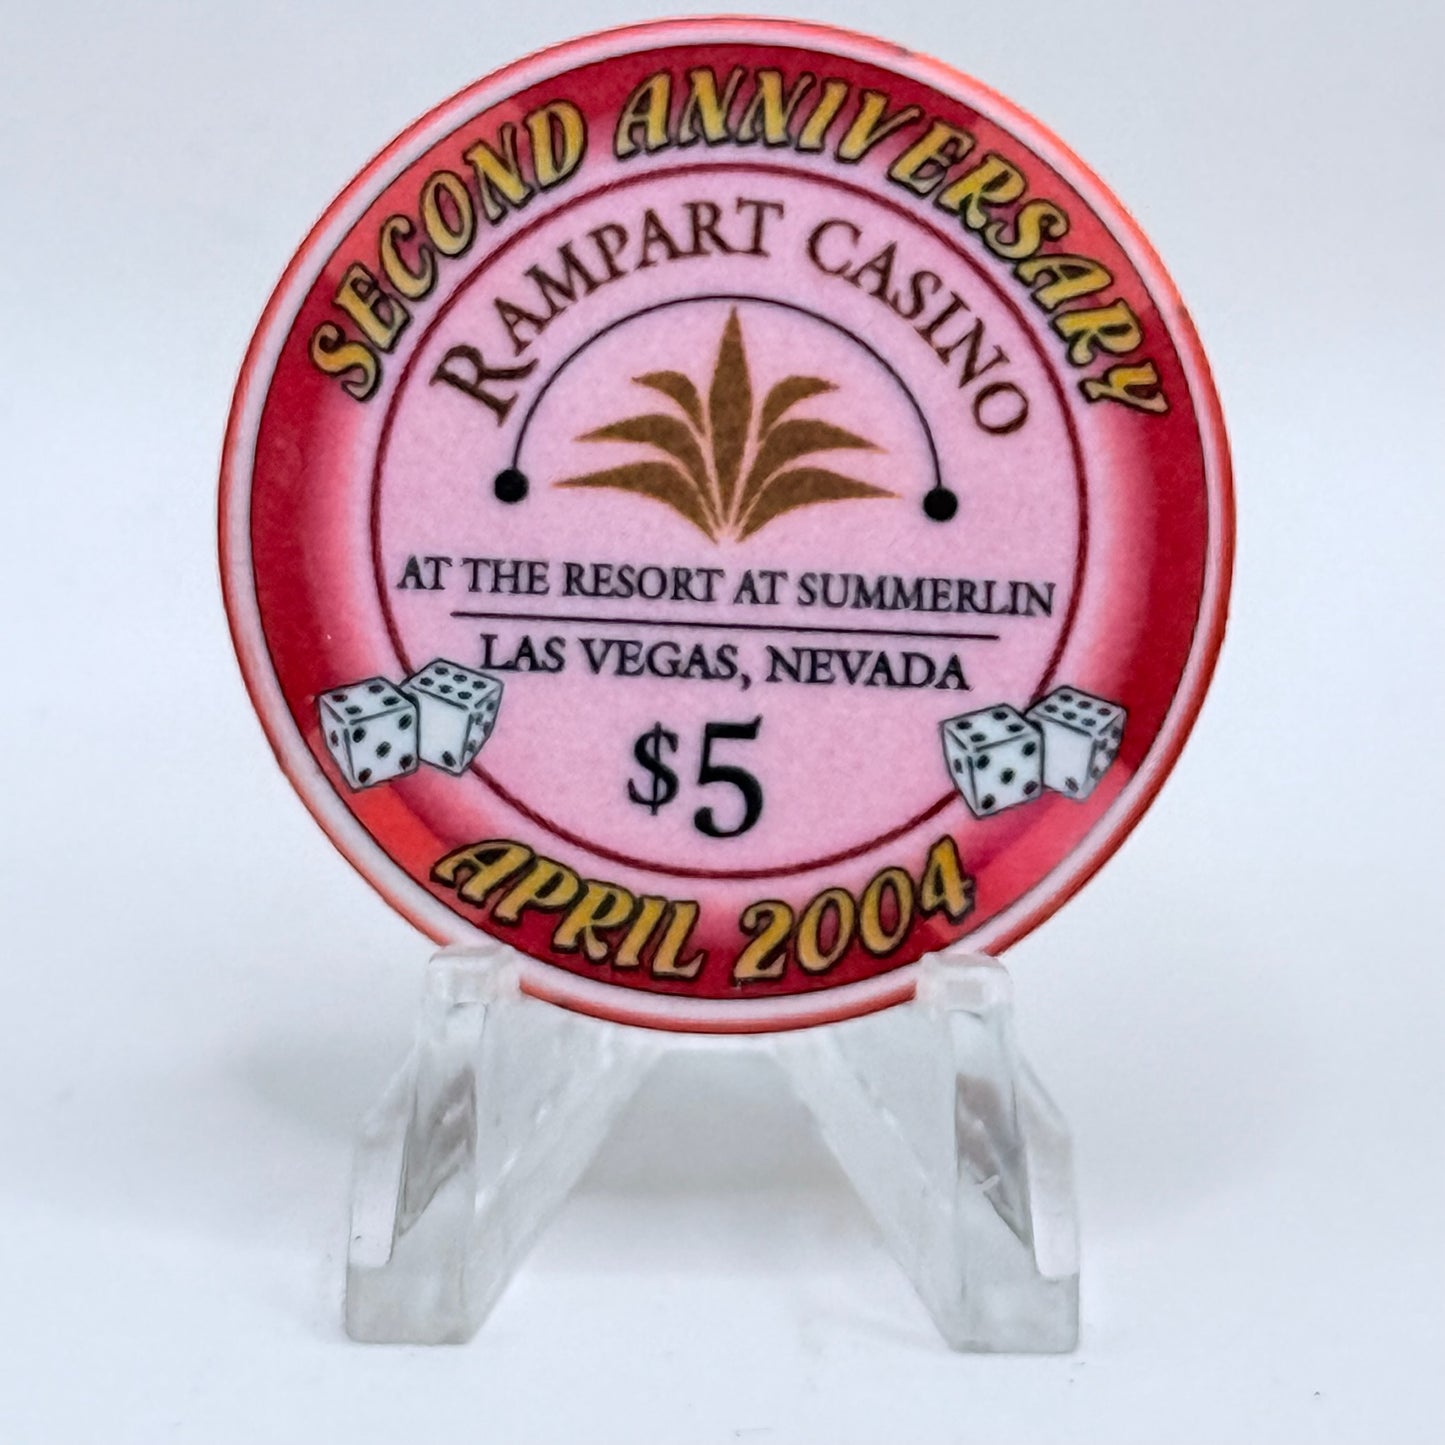 SECOND ANNIVERSARY
RAMPART CASINO
AT THE RESORT AT SUMMERLIN
LAS VEGAS, NEVADA
$5
APRIL 2004